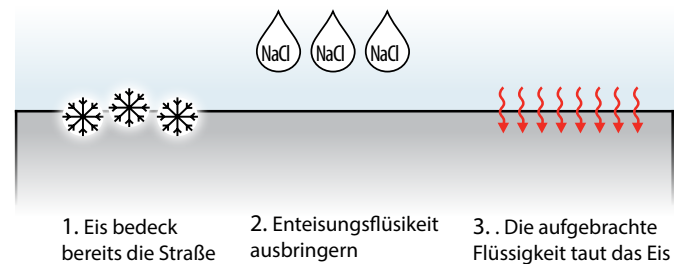 NaCl NaCl NaCl
1. Eis bedeck
bereits die Straße
2. Enteisungsflüsikeit
ausbringern
3. . Die aufgebrachte
Flüssigkeit taut das Eis